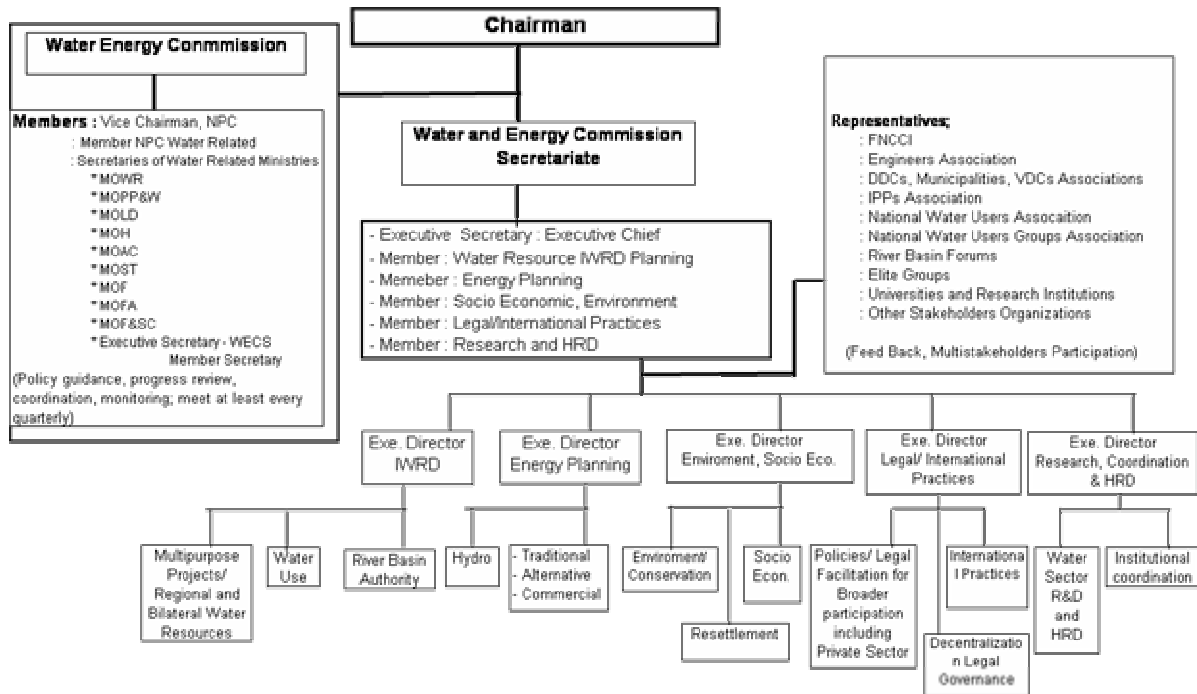 Chairman
Water Energy Conmmission
Members : Vice Chairman, NPC
: Member NPC Water Related
: Secretaries of Water Related Ministries
* MOWR
* MOPP&W
* MOLD
* MOH
* MOAC
* MOST
* MOF
* MOFA
* MOF&SC
* Executive Secretary - WECS
Member Secretary
(Policy guidance, progress review,
coordination, monitoring; meet at least every
quarterly)
Water and Energy Commission
Secretariate
- Executive Secretary : Executive Chief
- Member : Water Resource IWRD Planning
- Memeber : Energy Planning
- Member : Socio Economic, Environment
- Member : Legal/International Practices
- Member : Research and HRD
Representatives;
: FNCCI
: Engineers Association
: DDCs, Municipalities, VDCs Associations
: IPPs Association
: National Water Users Assocaition
: National Water Users Groups Association
: River Basin Forums
: Elite Groups
: Universities and Research Institutions
: Other Stakeholders Organizations
(Feed Back, Multistakeholders Participation)
Exe. Director
IWRD
Exe. Director
Energy Planning
Exe. Director
Enviroment, Socio Eco.
Exe. Director
Legal/ International
Practices
Exe. Director
Research, Coordination
& HRD
Multipurpose
Projects/
Regional and
Bilateral Water
Resources
Water
Use
River Basin
Authority
Hydro
- Traditional
- Alternative
- Commercial
Enviroment/
Conservation
Resettlement
Socio
Econ.
Policies/ Legal
Facilitation for
Broader
participation
including
Private Sector
Internationa
l Practices
Decentralizatio
n Legal
Governance
Water
Sector
R&D
and
HRD
Institutional
coordination